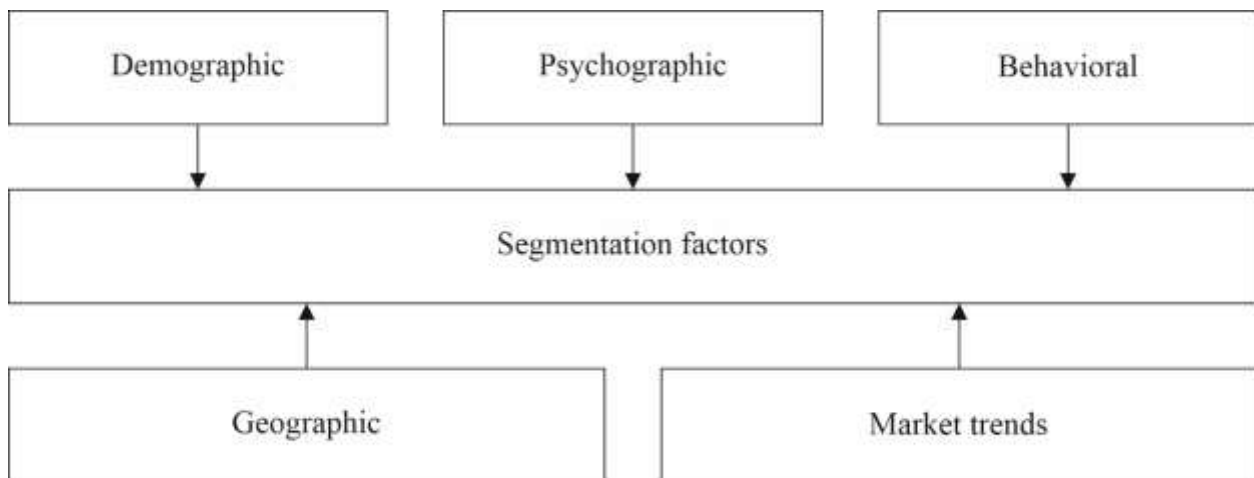 Demographic
Psychographic
Behavioral
Segmentation factors
Geographic
Market trends